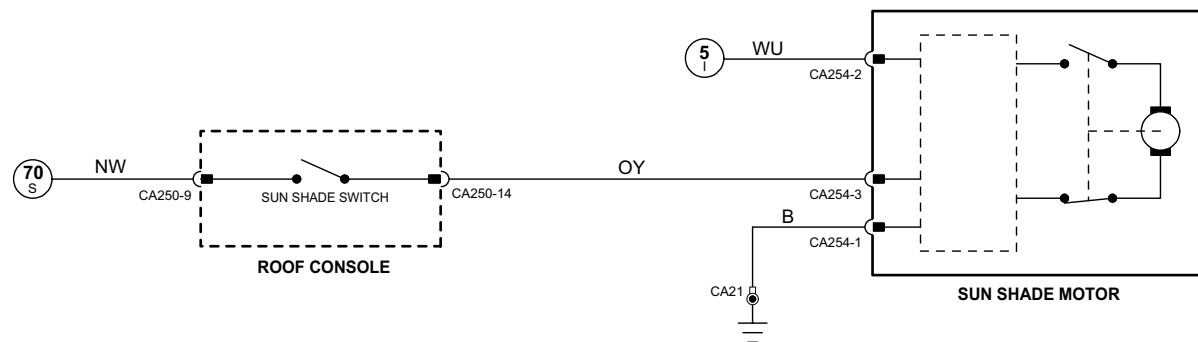 5
I
WU
CA254-2
70
S
NW
CA250-9
SUN SHADE SWITCH
CA250-14
OY
CA254-3
B
CA254-1
ROOF CONSOLE
CA21
SUN SHADE MOTOR